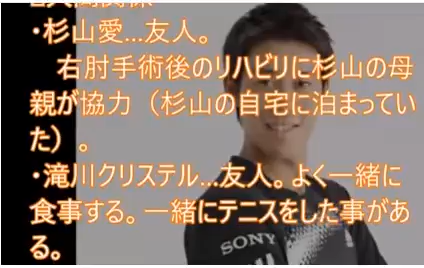 ・杉山愛…友人。
右肘手術後のリハビリに杉山の母
親が協力（杉山の自宅に泊まってい
た）。
・滝川クリステル…友人。よく一緒に
食事する。一緒にテニスをした事があ
る。
SONY